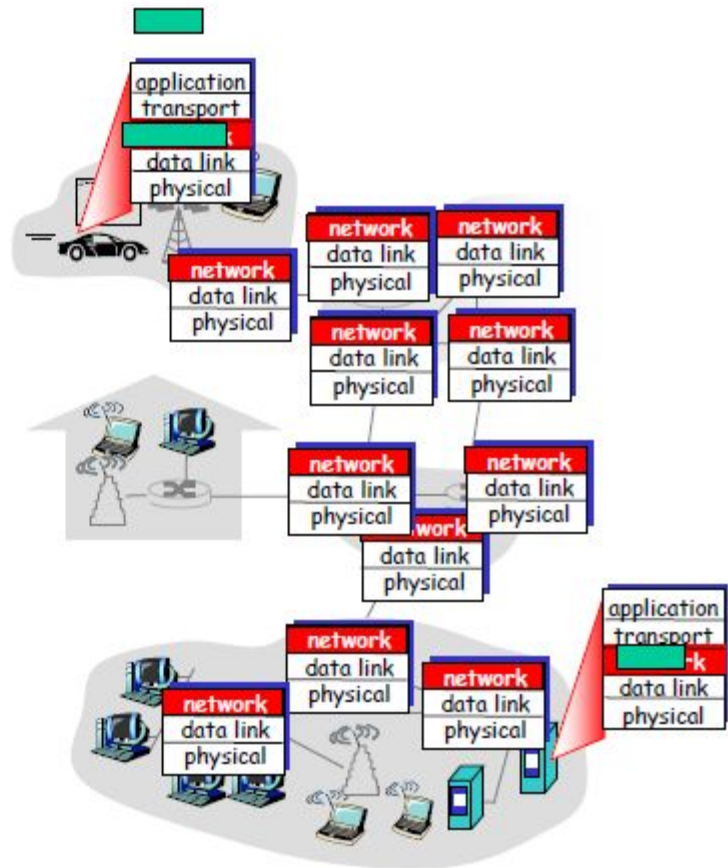 application
transport
k
data link
physical
network
data link
physical
network
data link
physical
network
data link
physical
network
data link
physical
network
data link
physical
network
data link
physical
network
data link
physical
work
data link
physical
application
transport
k
data link
physical
network
data link
physical
network
data link
physical
network
data link
physical